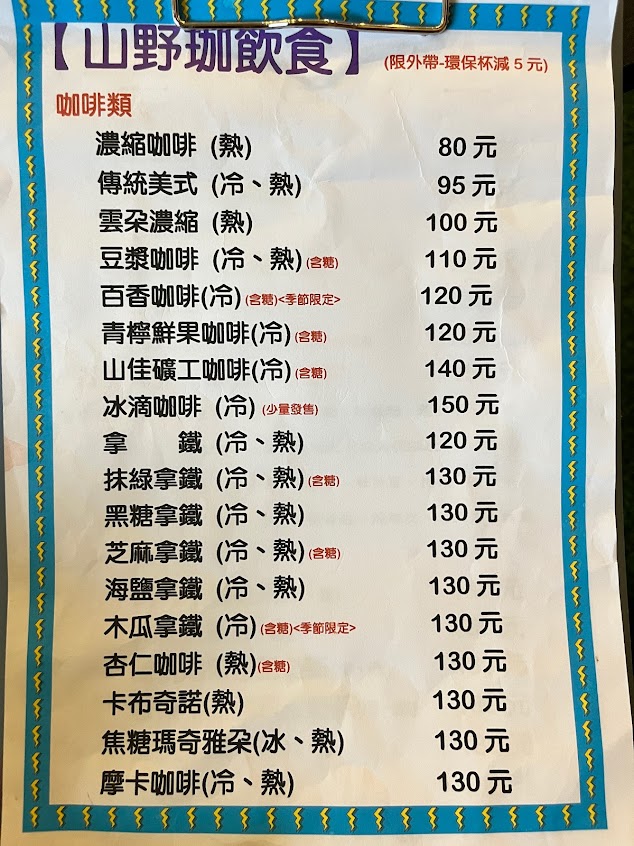 【山野珈飲食】 (限外帶-環保杯減 5 元)
咖啡類
濃縮咖啡 (熱) 80 元
傳統美式 (冷、熱) 95 元
雲朵濃縮 (熱) 100 元
豆漿咖啡 (冷、熱) (含糖) 110 元
百香咖啡(冷) (含糖)<季節限定> 120 元
青檸鮮果咖啡(冷) (含糖) 120 元
山佳礦工咖啡(冷) (含糖) 140 元
冰滴咖啡 (冷) (少量發售) 150 元
拿　　鐵 (冷、熱) 120 元
抹綠拿鐵 (冷、熱) (含糖) 130 元
黑糖拿鐵 (冷、熱) 130 元
芝麻拿鐵 (冷、熱) (含糖) 130 元
海鹽拿鐵 (冷、熱) 130 元
木瓜拿鐵 (冷) (含糖)<季節限定> 130 元
杏仁咖啡 (熱)(含糖) 130 元
卡布奇諾(熱) 130 元
焦糖瑪奇雅朵(冰、熱) 130 元
摩卡咖啡(冷、熱) 130 元